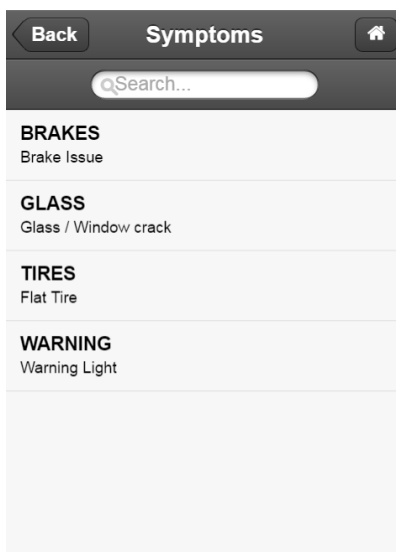 Back
Symptoms
Search...
BRAKES
Brake Issue
GLASS
Glass / Window crack
TIRES
Flat Tire
WARNING
Warning Light